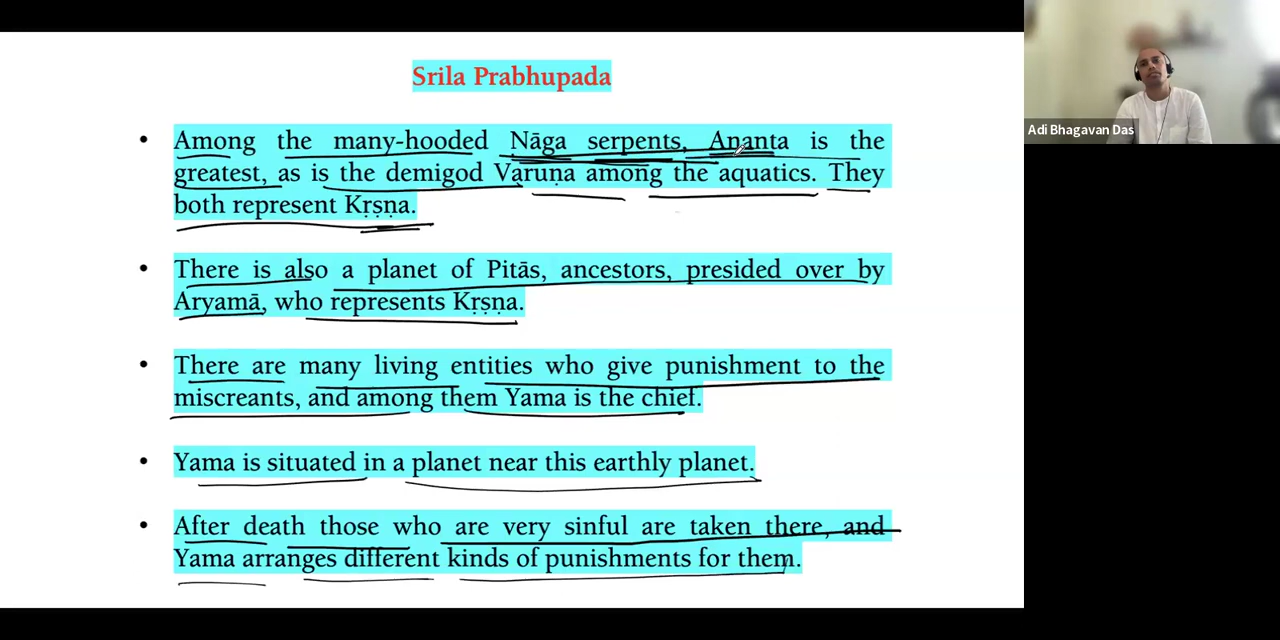 Srila Prabhupada
• Among the many-hooded Nāga serpents, Ananta is the
greatest, as is the demigod Varuṇa among the aquatics. They
both represent Kṛṣṇa.
• There is also a planet of Pitās, ancestors, presided over by
Aryamā, who represents Kṛṣṇa.
• There are many living entities who give punishment to the
miscreants, and among them Yama is the chief.
• Yama is situated in a planet near this earthly planet.
• After death those who are very sinful are taken there, and
Yama arranges different kinds of punishments for them.
Adi Bhagavan Das